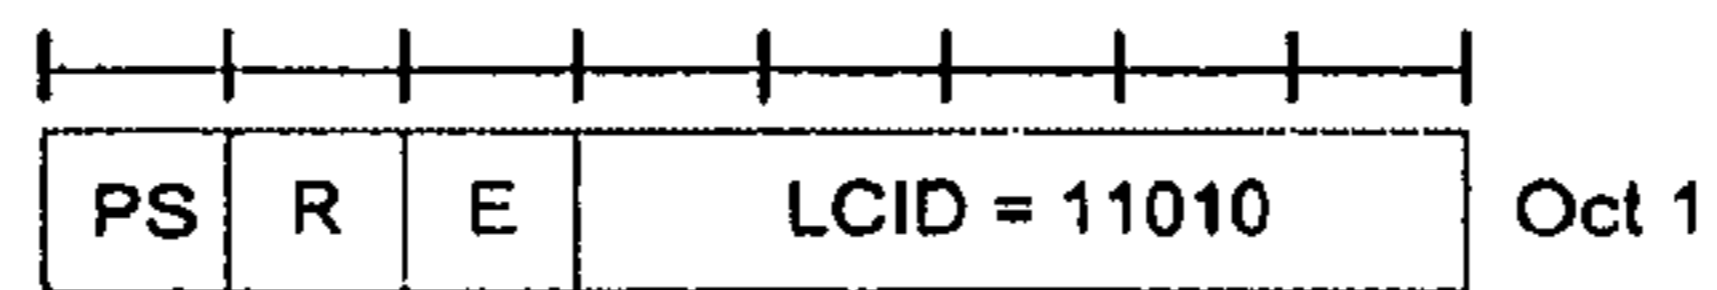 PS R E LCID = 11010 Oct 1